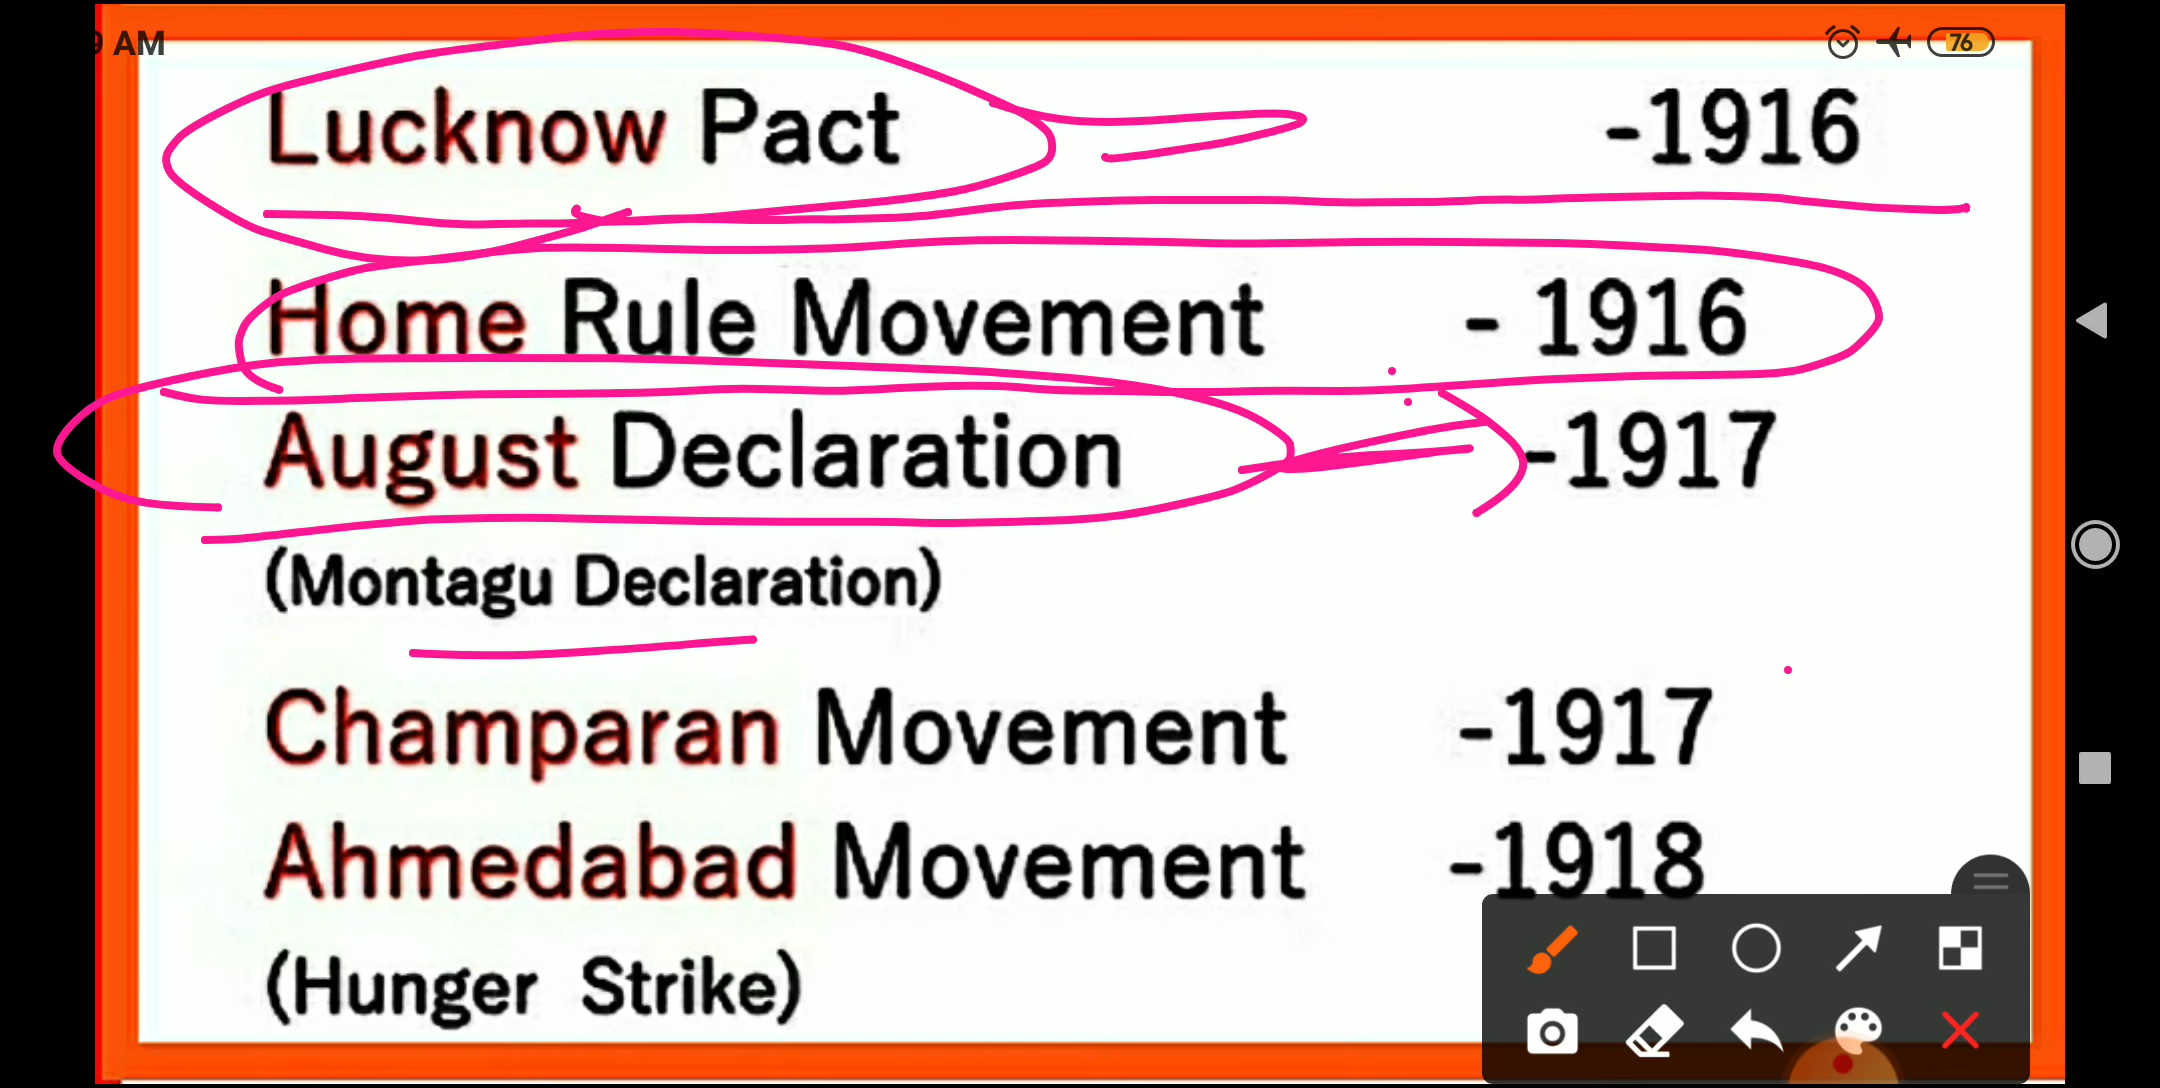 9 AM
76
Lucknow Pact -1916
Home Rule Movement - 1916
August Declaration -1917
(Montagu Declaration)
Champaran Movement -1917
Ahmedabad Movement -1918
(Hunger Strike)